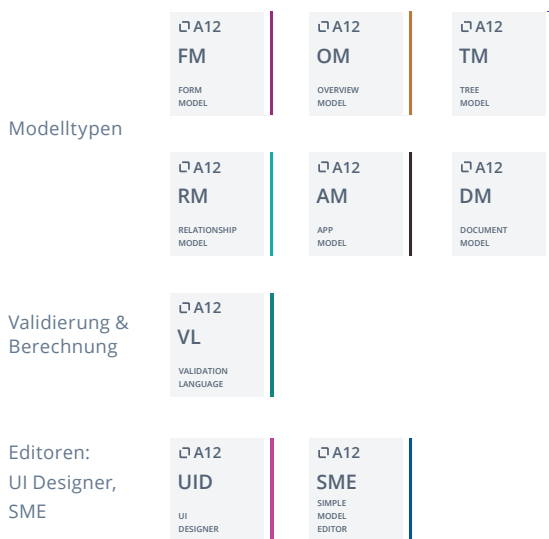 A12
FM
FORM
MODEL
A12
OM
OVERVIEW
MODEL
A12
TM
TREE
MODEL
Modelltypen
A12
RM
RELATIONSHIP
MODEL
A12
AM
APP
MODEL
A12
DM
DOCUMENT
MODEL
Validierung &
Berechnung
A12
VL
VALIDATION
LANGUAGE
Editoren:
UI Designer,
SME
A12
UID
UI
DESIGNER
A12
SME
SIMPLE
MODEL
EDITOR